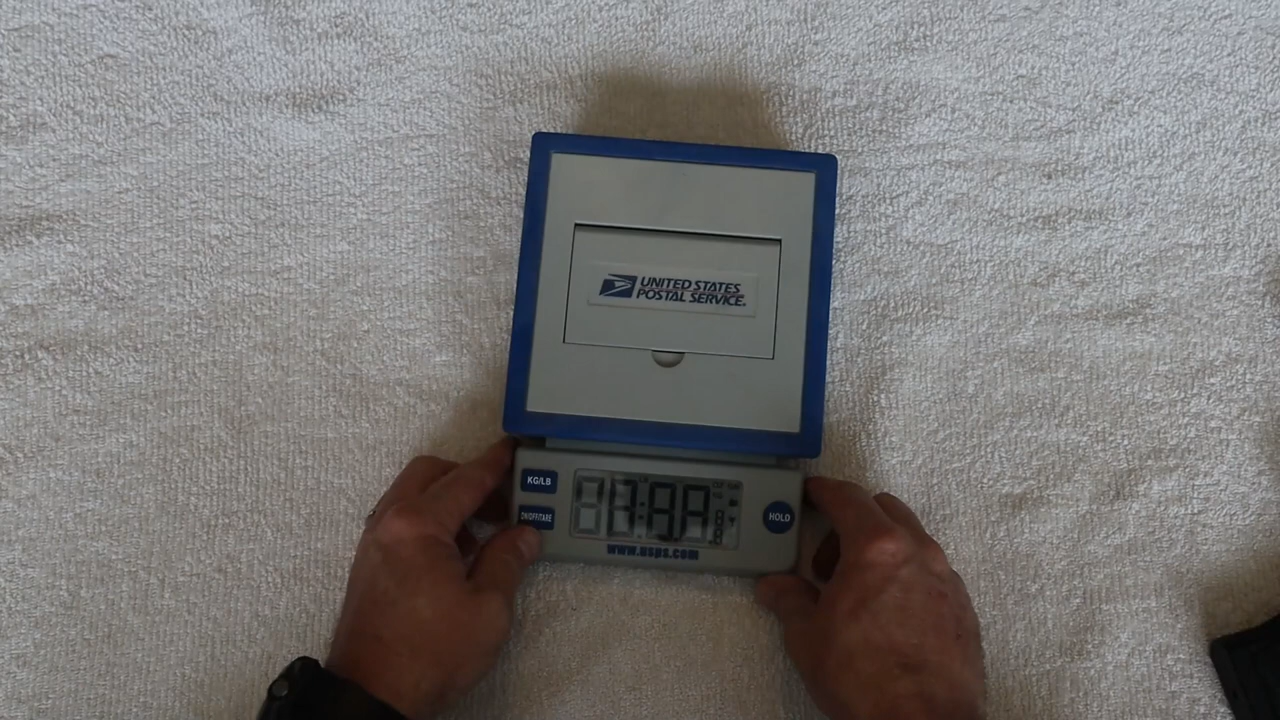 UNITED STATES
POSTAL SERVICE®
KG/LB
ON/OFF/TARE
HOLD
www.usps.com